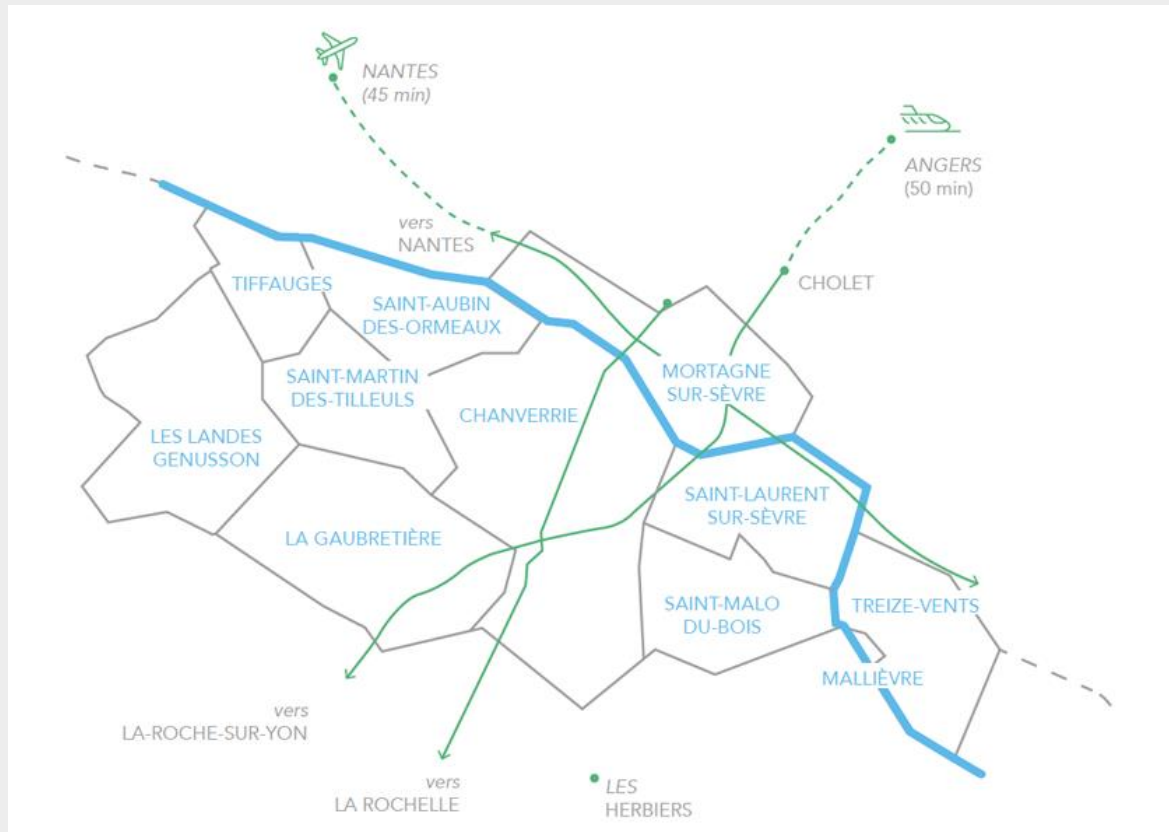 NANTES
(45 min)
ANGERS
(50 min)
vers
NANTES
CHOLET
TIFFAUGES
SAINT-AUBIN
DES-ORMEAUX
MORTAGNE
SUR-SÈVRE
SAINT-MARTIN
DES-TILLEULS
CHANVERRIE
LES LANDES
GENUSSON
SAINT-LAURENT
SUR-SÈVRE
LA GAUBRETIÈRE
SAINT-MALO
DU-BOIS
TREIZE-VENTS
MALLIÈVRE
vers
LA-ROCHE-SUR-YON
vers
LA ROCHELLE
LES
HERBIERS